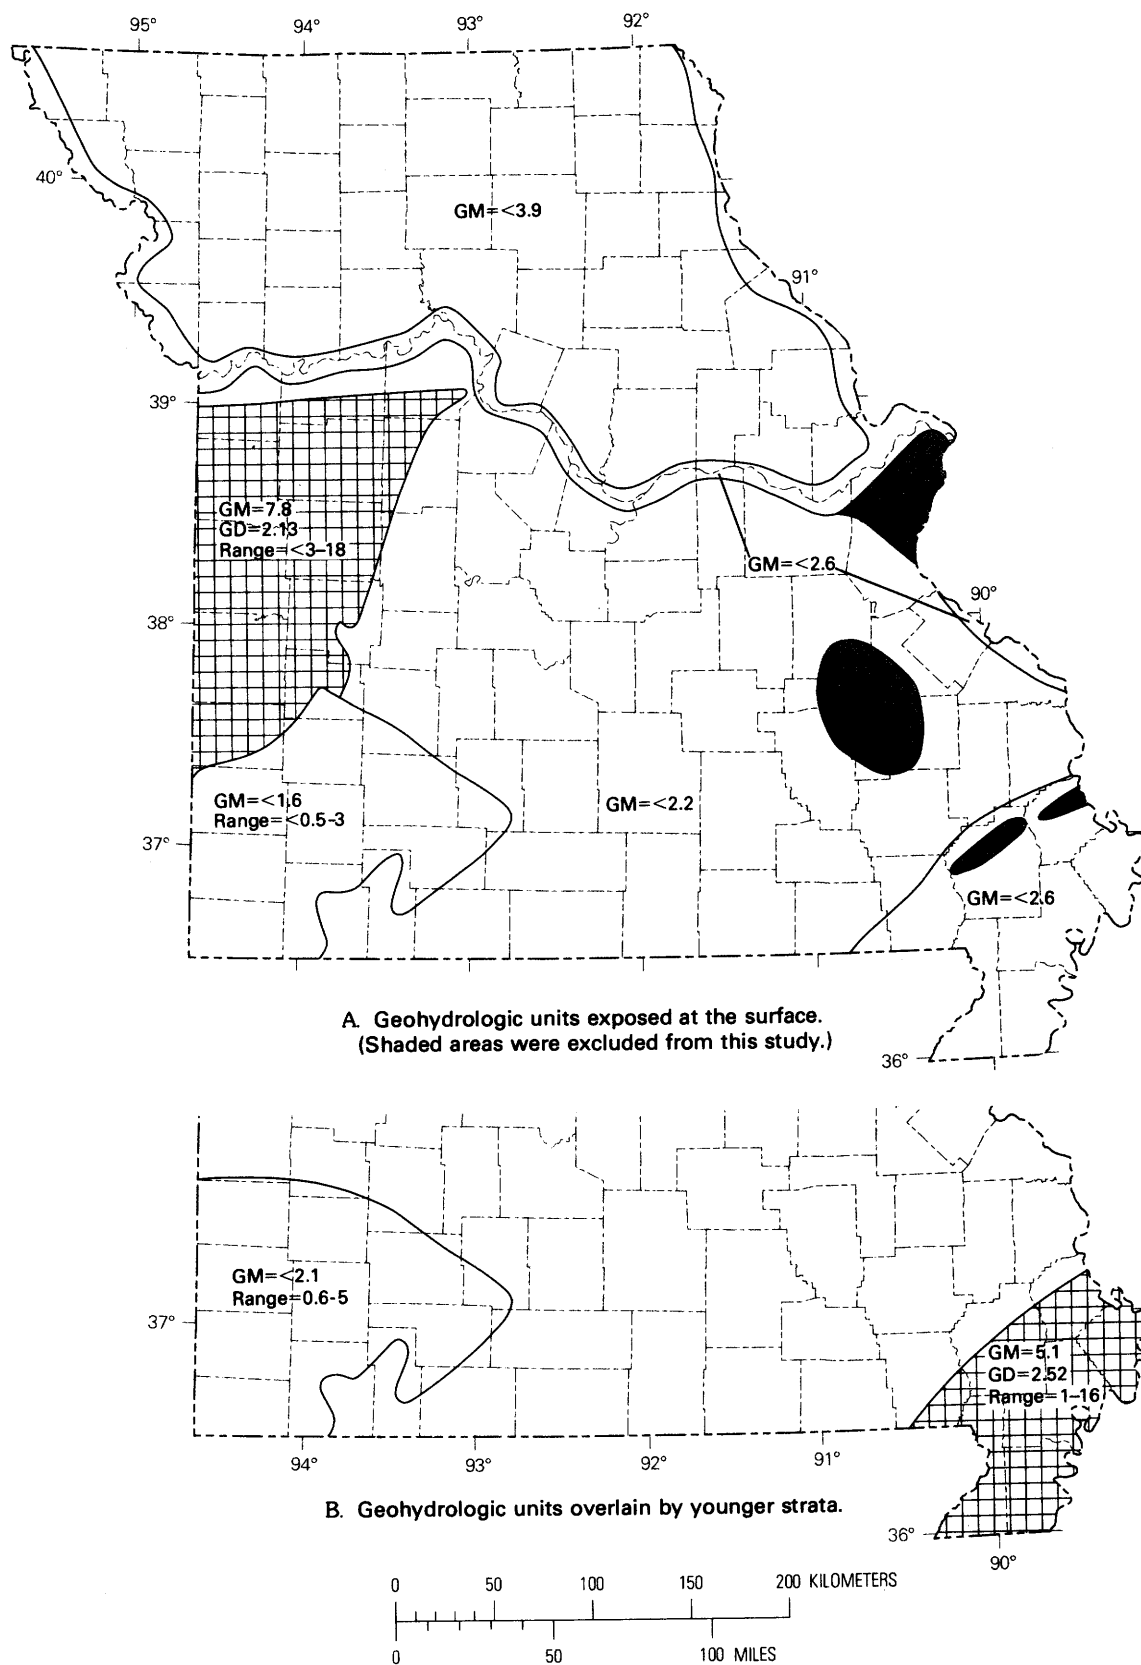 95° 94° 93° 92°
40°
GM=<3.9
91°
39°
GM=7.8
GD=2.13
Range=<3–18
GM=<2.6
90°
38°
GM=<1.6
Range=<0.5-3
GM=<2.2
37°
GM=<2.6
A. Geohydrologic units exposed at the surface.
(Shaded areas were excluded from this study.)
36°
GM=<2.1
Range=0.6-5
37°
GM=5.1
GD=2.52
Range=1–16
94° 93° 92° 91°
B. Geohydrologic units overlain by younger strata.
36°
90°
0 50 100 150 200 KILOMETERS
0 50 100 MILES